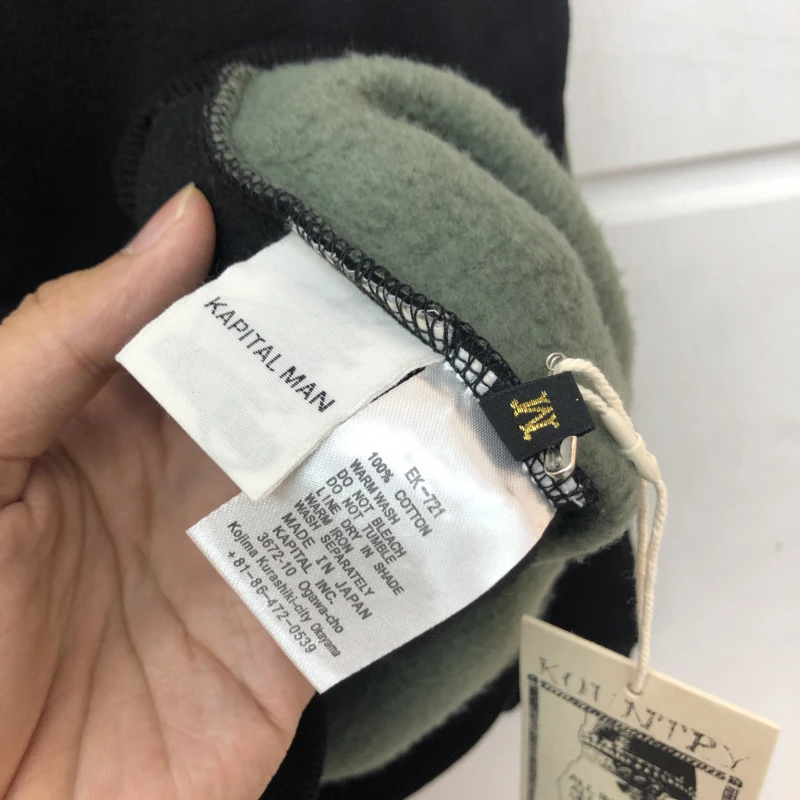 KAPITAL MAN
M
EK-721
100% COTTON
WARM WASH
DO NOT BLEACH
DO NOT TUMBLE
LINE DRY IN SHADE
WARM IRON
WASH SEPARATELY
MADE IN JAPAN
KAPITAL INC.
3672-10 Ogawa-cho
Kojima Kurashiki-city Okayama
+81-86-472-0539
KOUNTRY